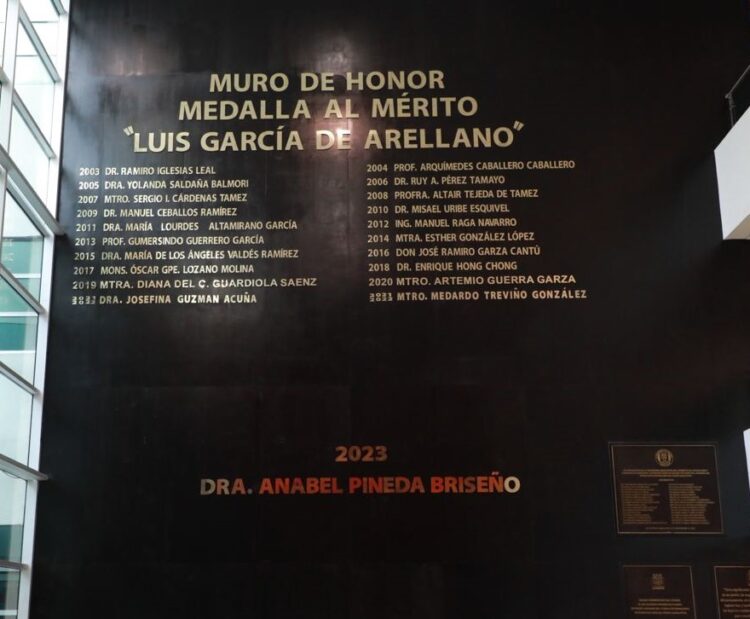 MURO DE HONOR
MEDALLA AL MÉRITO
"LUIS GARCÍA DE ARELLANO"
2003 DR. RAMIRO IGLESIAS LEAL
2004 PROF. ARQUÍMEDES CABALLERO CABALLERO
2005 DRA. YOLANDA SALDAÑA BALMORI
2006 DR. RUY A. PÉREZ TAMAYO
2007 MTRO. SERGIO I. CÁRDENAS TAMEZ
2008 PROFRA. ALTAIR TEJEDA DE TAMEZ
2009 DR. MANUEL CEBALLOS RAMÍREZ
2010 DR. MISAEL URIBE ESQUIVEL
2011 DRA. MARÍA LOURDES ALTAMIRANO GARCÍA
2012 ING. MANUEL RAGA NAVARRO
2013 PROF. GUMERSINDO GUERRERO GARCÍA
2014 MTRA. ESTHER GONZÁLEZ LÓPEZ
2015 DRA. MARÍA DE LOS ÁNGELES VALDÉS RAMÍREZ
2016 DON JOSÉ RAMIRO GARZA CANTÚ
2017 MONS. ÓSCAR GPE. LOZANO MOLINA
2018 DR. ENRIQUE HONG CHONG
2019 MTRA. DIANA DEL C. GUARDIOLA SAENZ
2020 MTRO. ARTEMIO GUERRA GARZA
DRA. JOSEFINA GUZMAN ACUÑA
MTRO. MEDARDO TREVIÑO GONZÁLEZ
2023
DRA. ANABEL PINEDA BRISEÑO